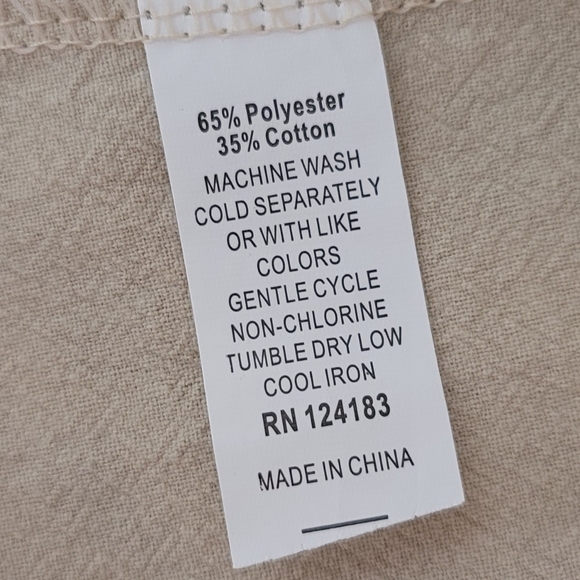 65% Polyester
35% Cotton
MACHINE WASH
COLD SEPARATELY
OR WITH LIKE
COLORS
GENTLE CYCLE
NON-CHLORINE
TUMBLE DRY LOW
COOL IRON
RN 124183
MADE IN CHINA